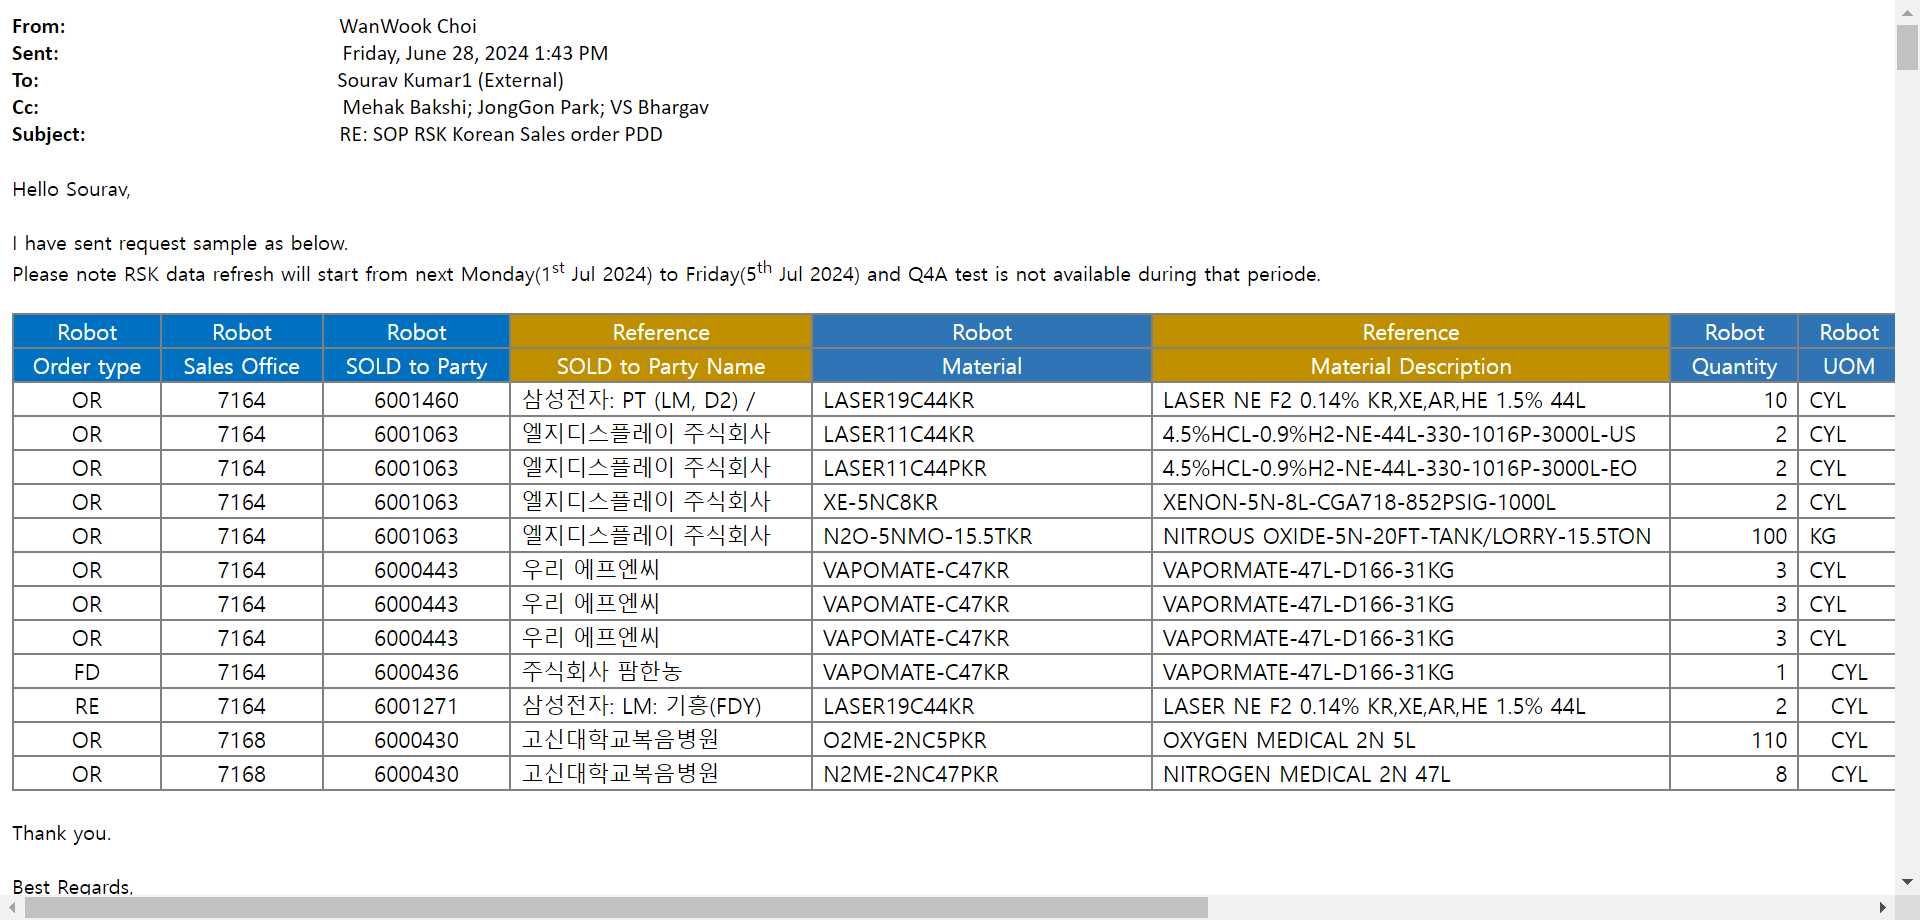 From: WanWook Choi
Sent: Friday, June 28, 2024 1:43 PM
To: Sourav Kumar1 (External)
Cc: Mehak Bakshi; JongGon Park; VS Bhargav
Subject: RE: SOP RSK Korean Sales order PDD
Hello Sourav,
I have sent request sample as below.
Please note RSK data refresh will start from next Monday(1st Jul 2024) to Friday(5th Jul 2024) and Q4A test is not available during that periode.
Robot Robot Robot Reference Robot Reference Robot Robot
Order type Sales Office SOLD to Party SOLD to Party Name Material Material Description Quantity UOM
OR 7164 6001460 삼성전자: PT (LM, D2) / LASER19C44KR LASER NE F2 0.14% KR,XE,AR,HE 1.5% 44L 10 CYL
OR 7164 6001063 엘지디스플레이 주식회사 LASER11C44KR 4.5%HCL-0.9%H2-NE-44L-330-1016P-3000L-US 2 CYL
OR 7164 6001063 엘지디스플레이 주식회사 LASER11C44PKR 4.5%HCL-0.9%H2-NE-44L-330-1016P-3000L-EO 2 CYL
OR 7164 6001063 엘지디스플레이 주식회사 XE-5NC8KR XENON-5N-8L-CGA718-852PSIG-1000L 2 CYL
OR 7164 6001063 엘지디스플레이 주식회사 N2O-5NMO-15.5TKR NITROUS OXIDE-5N-20FT-TANK/LORRY-15.5TON 100 KG
OR 7164 6000443 우리 에프엔씨 VAPOMATE-C47KR VAPORMATE-47L-D166-31KG 3 CYL
OR 7164 6000443 우리 에프엔씨 VAPOMATE-C47KR VAPORMATE-47L-D166-31KG 3 CYL
OR 7164 6000443 우리 에프엔씨 VAPOMATE-C47KR VAPORMATE-47L-D166-31KG 3 CYL
FD 7164 6000436 주식회사 팜한농 VAPOMATE-C47KR VAPORMATE-47L-D166-31KG 1 CYL
RE 7164 6001271 삼성전자: LM: 기흥(FDY) LASER19C44KR LASER NE F2 0.14% KR,XE,AR,HE 1.5% 44L 2 CYL
OR 7168 6000430 고신대학교복음병원 O2ME-2NC5PKR OXYGEN MEDICAL 2N 5L 110 CYL
OR 7168 6000430 고신대학교복음병원 N2ME-2NC47PKR NITROGEN MEDICAL 2N 47L 8 CYL
Thank you.
Best Regards,